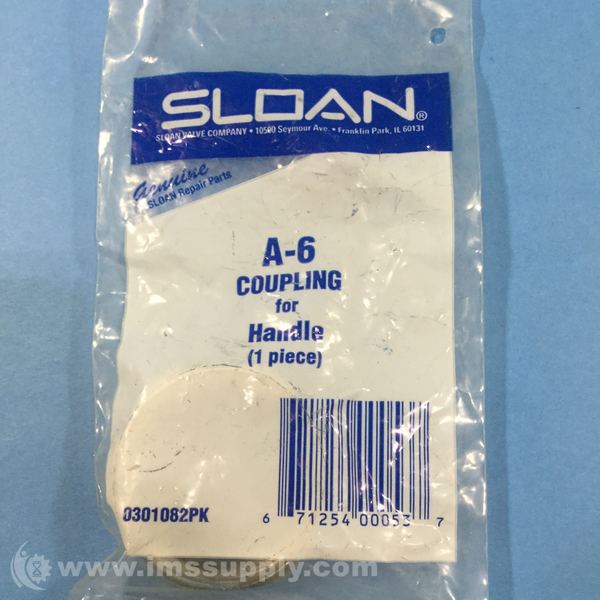 SLOAN®
SLOAN VALVE COMPANY • 10500 Seymour Ave. • Franklin Park, IL 60131
Genuine
SLOAN Repair Parts
A-6
COUPLING
for
Handle
(1 piece)
0301082PK
6 71254 00053 7
www.imssupply.com